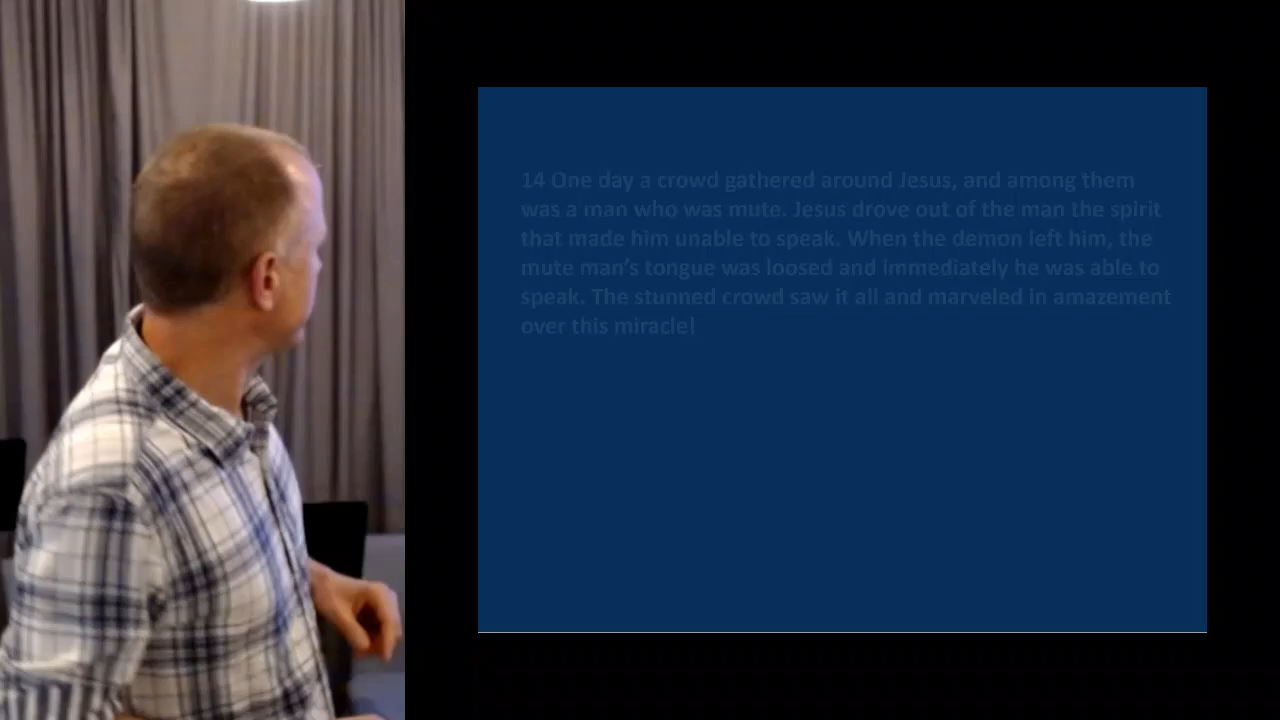 14 One day a crowd gathered around Jesus, and among them
was a man who was mute. Jesus drove out of the man the spirit
that made him unable to speak. When the demon left him, the
mute man’s tongue was loosed and immediately he was able to
speak. The stunned crowd saw it all and marveled in amazement
over this miracle!